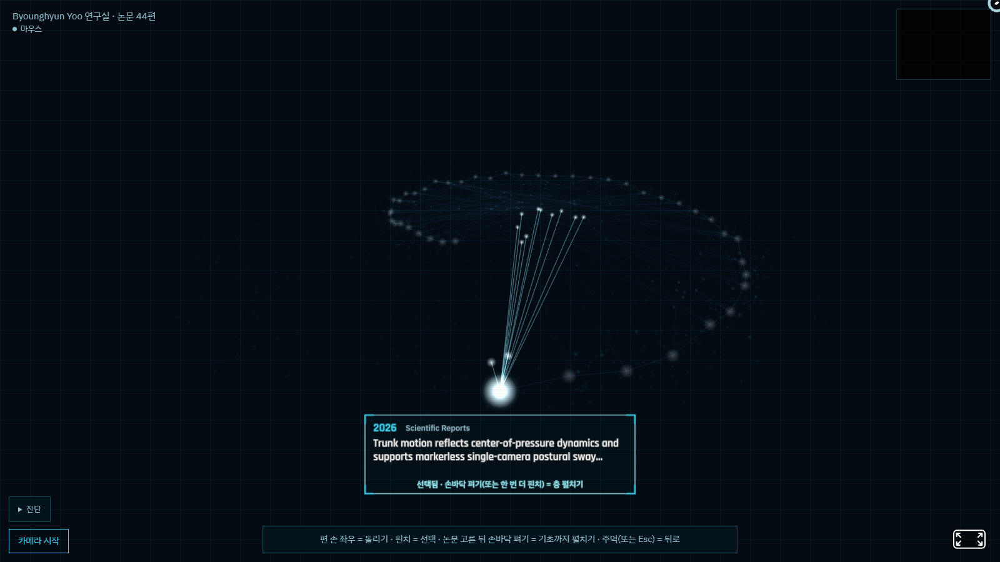 Byounghyun Yoo 연구실 · 논문 44편
마우스
2026 Scientific Reports
Trunk motion reflects center-of-pressure dynamics and
supports markerless single-camera postural sway...
선택됨 · 손바닥 펴기(또는 한 번 더 핀치) = 층 펼치기
▶ 진단
카메라 시작
편 손 좌우 = 돌리기 · 핀치 = 선택 · 논문 고른 뒤 손바닥 펴기 = 기초까지 펼치기 · 주먹(또는 Esc) = 뒤로